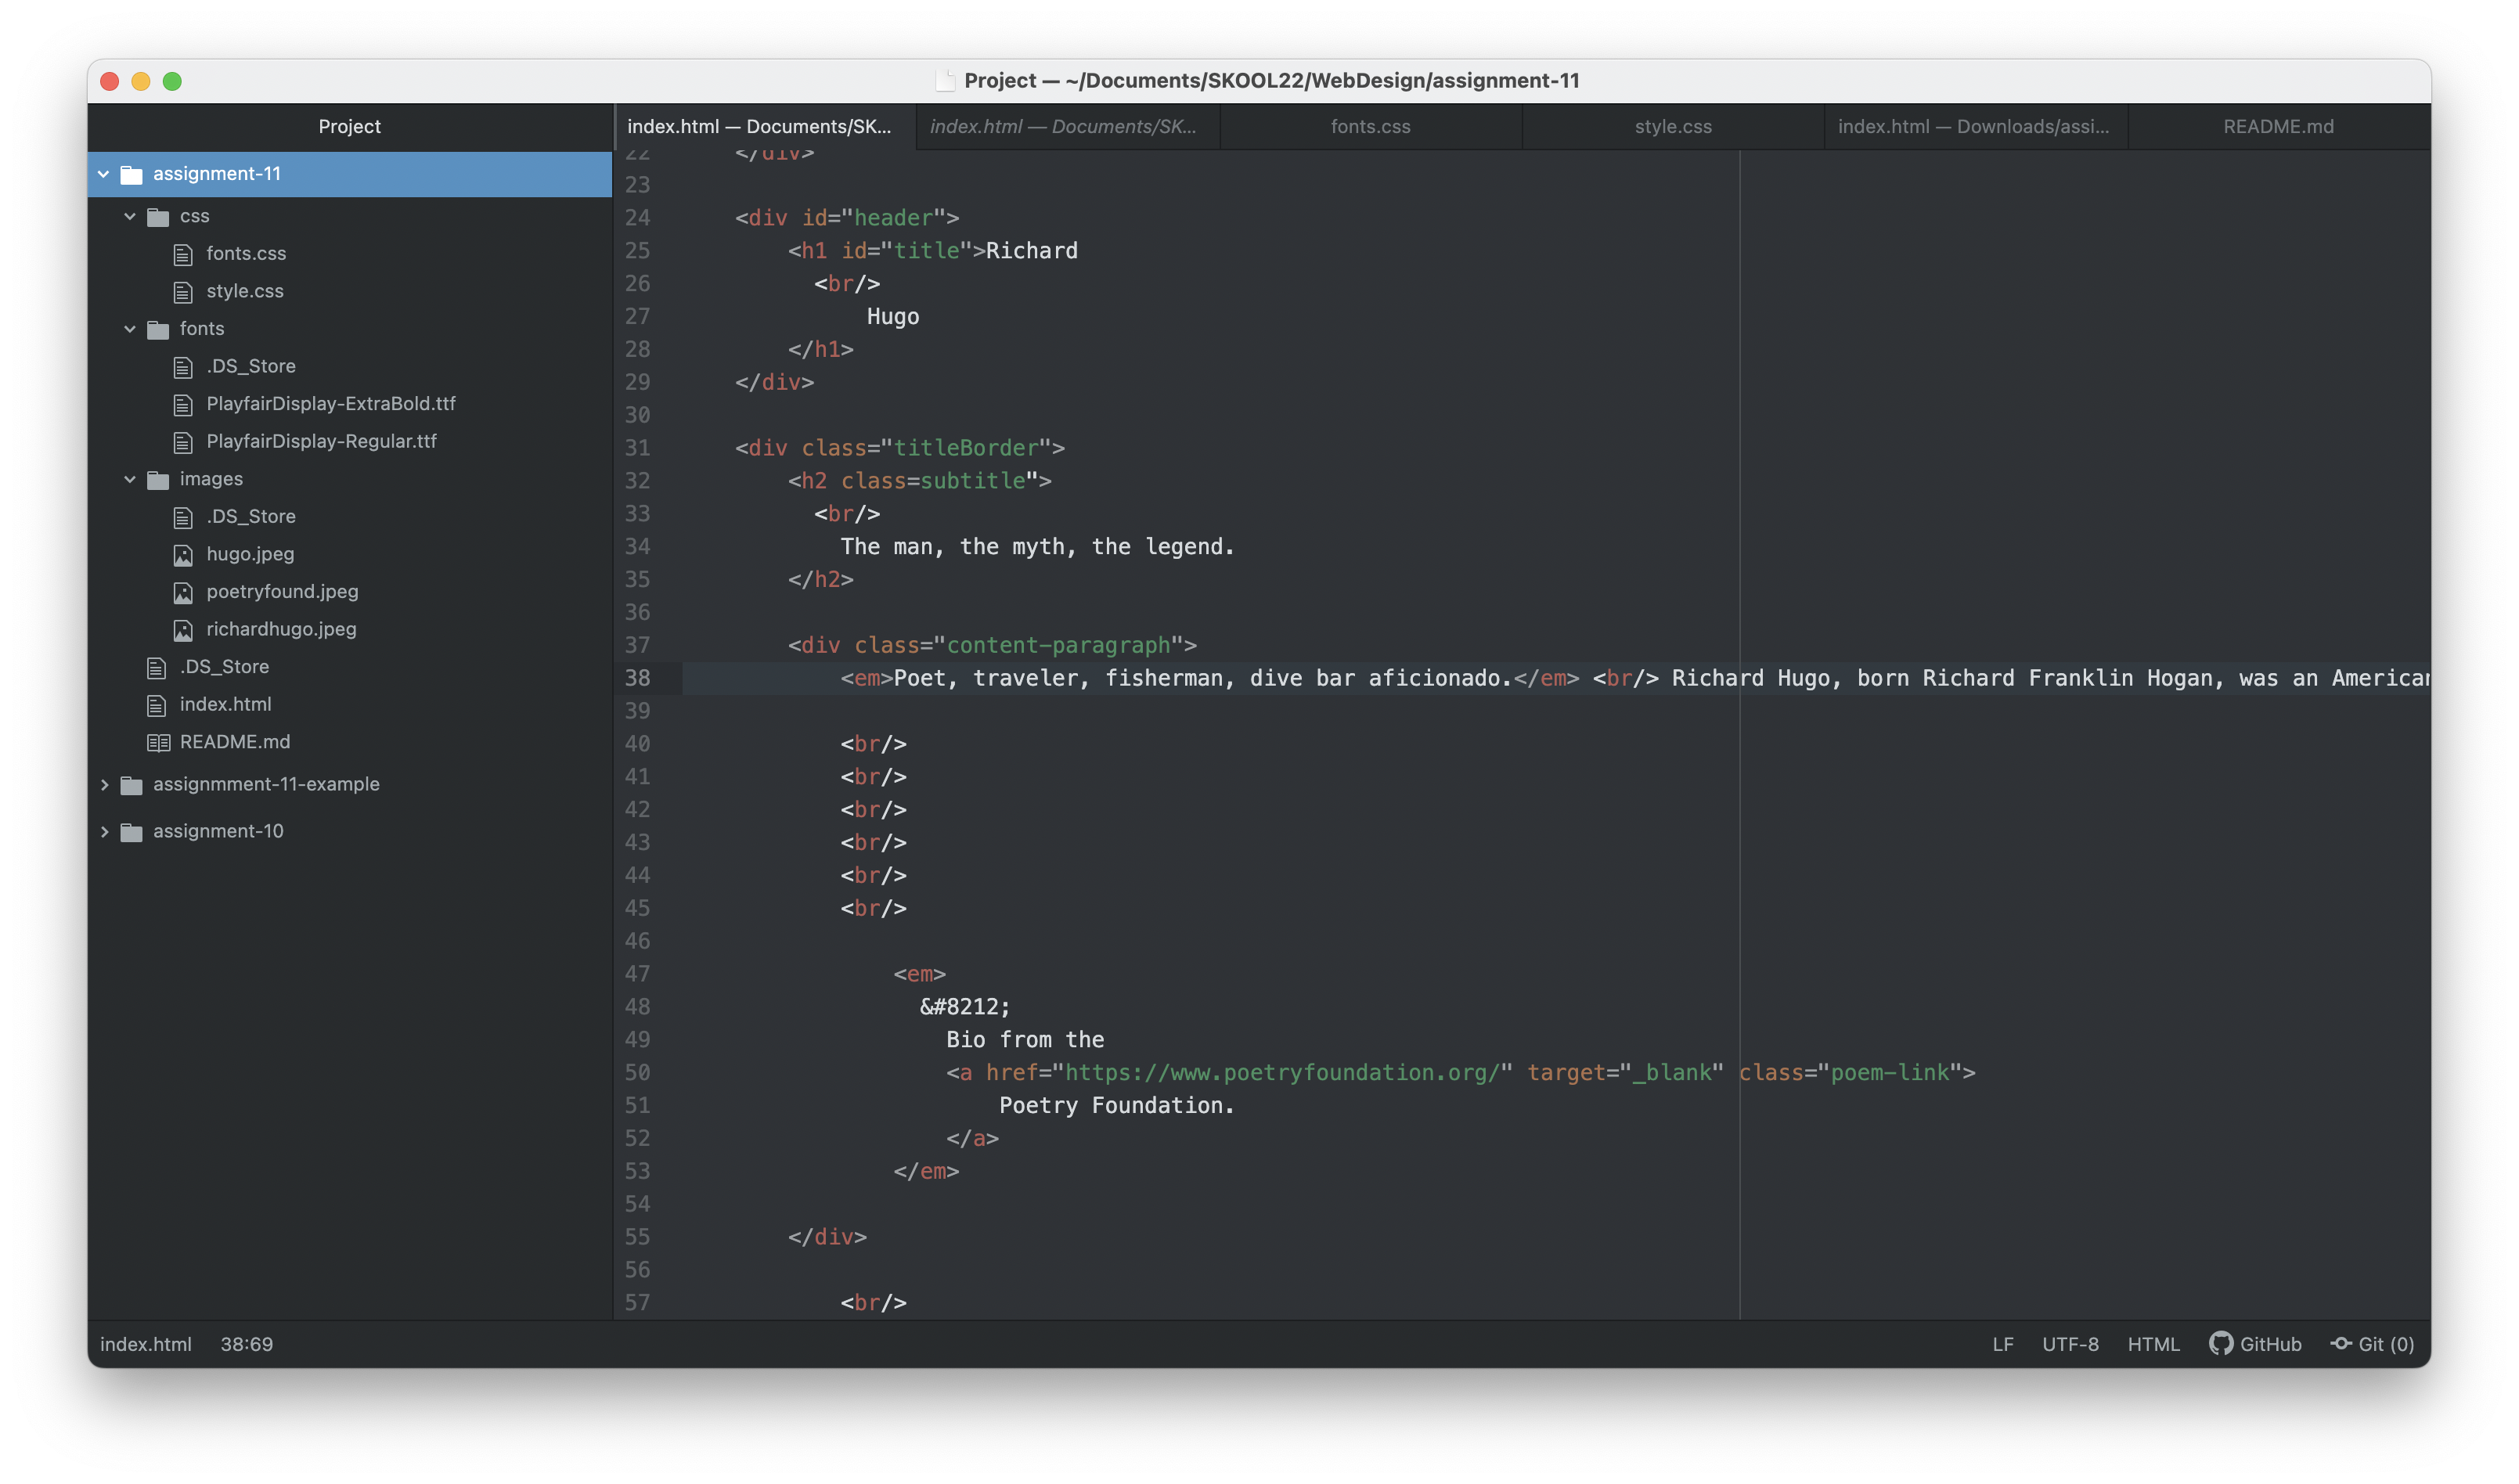 Project — ~/Documents/SKOOL22/WebDesign/assignment-11
Project
index.html — Documents/SK...
index.html — Documents/SK...
fonts.css
style.css
index.html — Downloads/assi...
README.md
assignment-11
css
fonts.css
style.css
fonts
.DS_Store
PlayfairDisplay-ExtraBold.ttf
PlayfairDisplay-Regular.ttf
images
.DS_Store
hugo.jpeg
poetryfound.jpeg
richardhugo.jpeg
.DS_Store
index.html
README.md
assignmment-11-example
assignment-10
22 </div>
23
24 <div id="header">
25 <h1 id="title">Richard
26 <br/>
27 Hugo
28 </h1>
29 </div>
30
31 <div class="titleBorder">
32 <h2 class=subtitle">
33 <br/>
34 The man, the myth, the legend.
35 </h2>
36
37 <div class="content-paragraph">
38 <em>Poet, traveler, fisherman, dive bar aficionado.</em> <br/> Richard Hugo, born Richard Franklin Hogan, was an American
39
40 <br/>
41 <br/>
42 <br/>
43 <br/>
44 <br/>
45 <br/>
46
47 <em>
48 &#8212;
49 Bio from the
50 <a href="https://www.poetryfoundation.org/" target="_blank" class="poem-link">
51 Poetry Foundation.
52 </a>
53 </em>
54
55 </div>
56
57 <br/>
index.html 38:69
LF UTF-8 HTML GitHub Git (0)